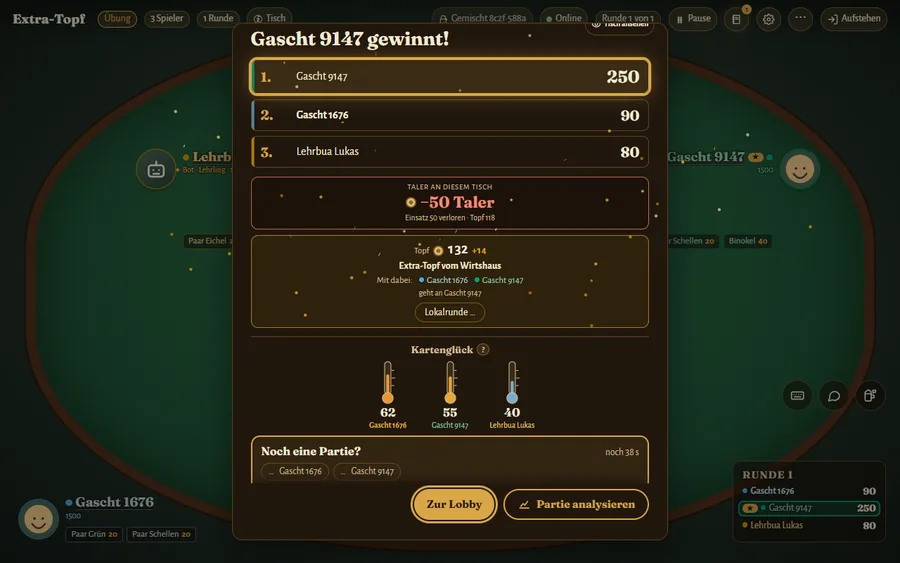 Extra-Topf
Übung
3 Spieler
1 Runde
Tisch
Gemischt 8c2f-588a
Online
Runde 1 von 1
Pause
1
...
Aufstehen
Tisch ansehen
Gascht 9147 gewinnt!
1. Gascht 9147 250
2. Gascht 1676 90
3. Lehrbua Lukas 80
TALER AN DIESEM TISCH
−50 Taler
Einsatz 50 verloren · Topf 118
Topf 132 +14
Extra-Topf vom Wirtshaus
Mit dabei: Gascht 1676 Gascht 9147
geht an Gascht 9147
Lokalrunde …
Kartenglück ?
62 55 40
Gascht 1676 Gascht 9147 Lehrbua Lukas
Noch eine Partie? noch 38 s
… Gascht 1676 … Gascht 9147
Zur Lobby
Partie analysieren
Lehrb
Bot · Lehrling
Paar Eichel
Gascht 9147
1500
Schellen 20
Binokel 40
Gascht 1676
1500
Paar Grün 20
Paar Schellen 20
RUNDE 1
Gascht 1676 90
Gascht 9147 250
Lehrbua Lukas 80